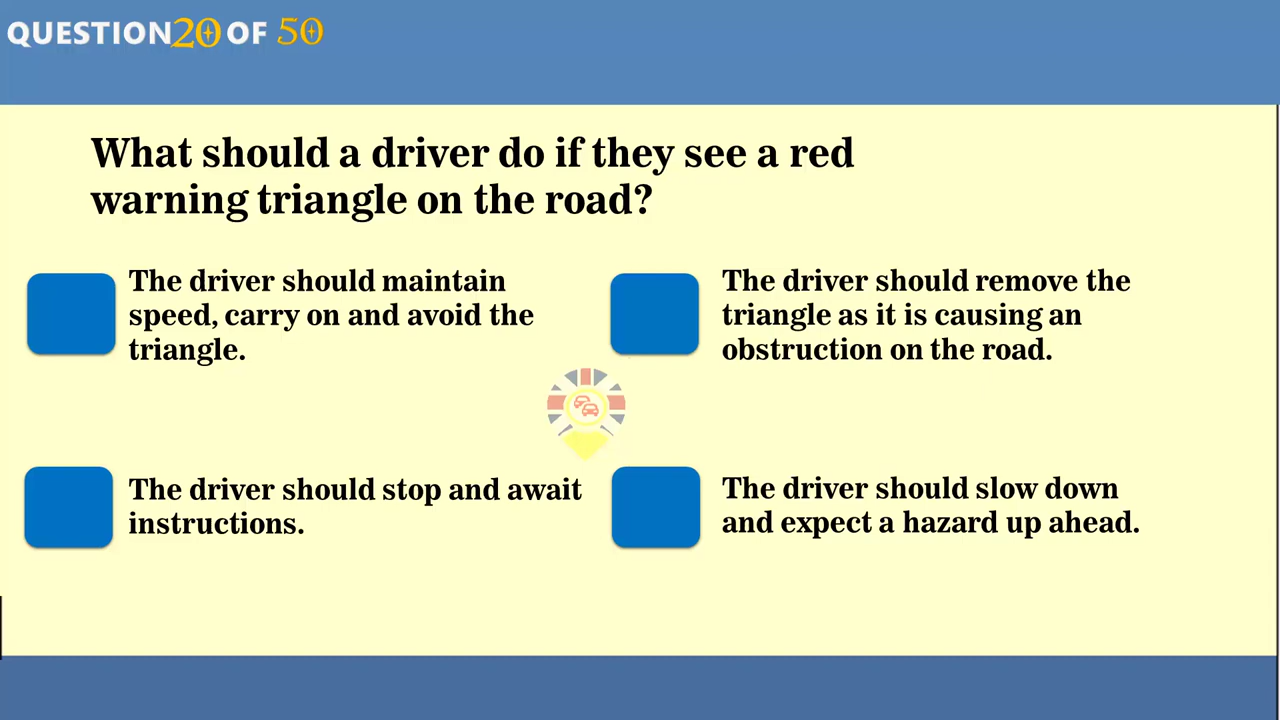 QUESTION 20 OF 50
What should a driver do if they see a red
warning triangle on the road?
The driver should maintain
speed, carry on and avoid the
triangle.
The driver should remove the
triangle as it is causing an
obstruction on the road.
The driver should stop and await
instructions.
The driver should slow down
and expect a hazard up ahead.